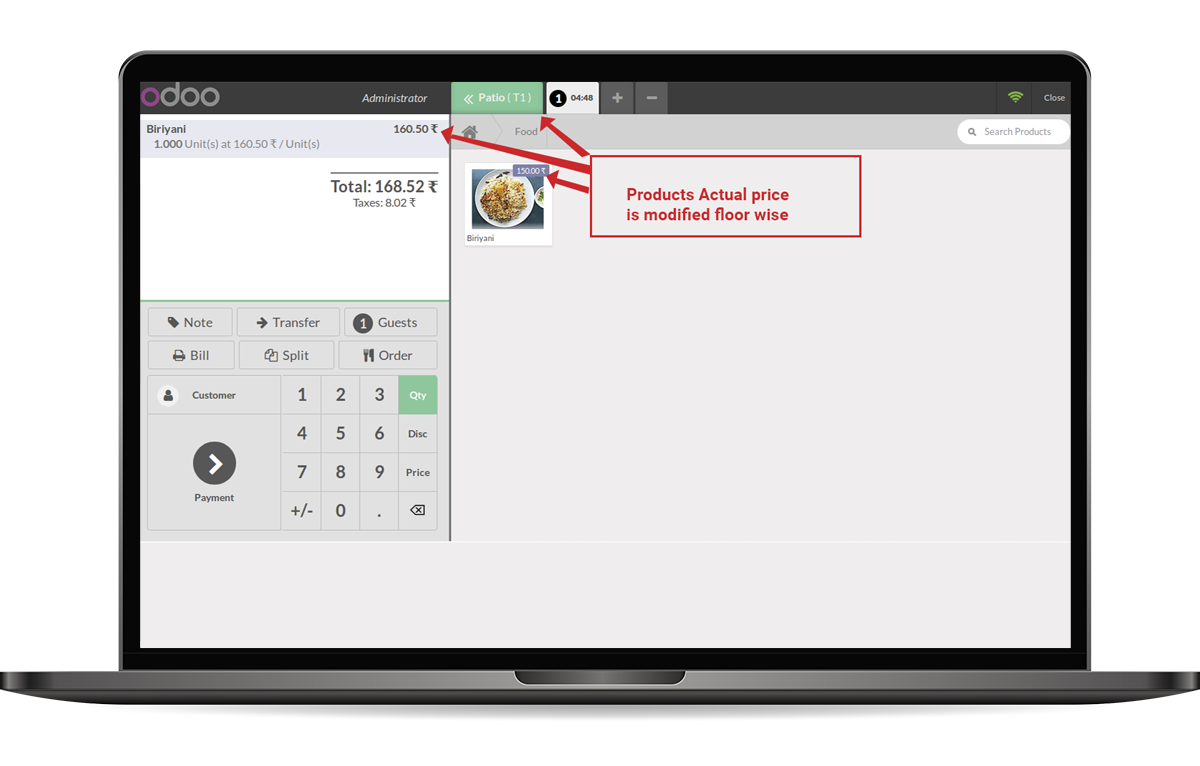 odoo
Administrator
Patio ( T1 )
1 04:48
+
−
Close
Biriyani 160.50 ₹
1.000 Unit(s) at 160.50 ₹ / Unit(s)
Total: 168.52 ₹
Taxes: 8.02 ₹
Food
Search Products
150.00 ₹
Biriyani
Products Actual price
is modified floor wise
Note
Transfer
1 Guests
Bill
Split
Order
Customer
Payment
1 2 3 Qty
4 5 6 Disc
7 8 9 Price
+/- 0 .